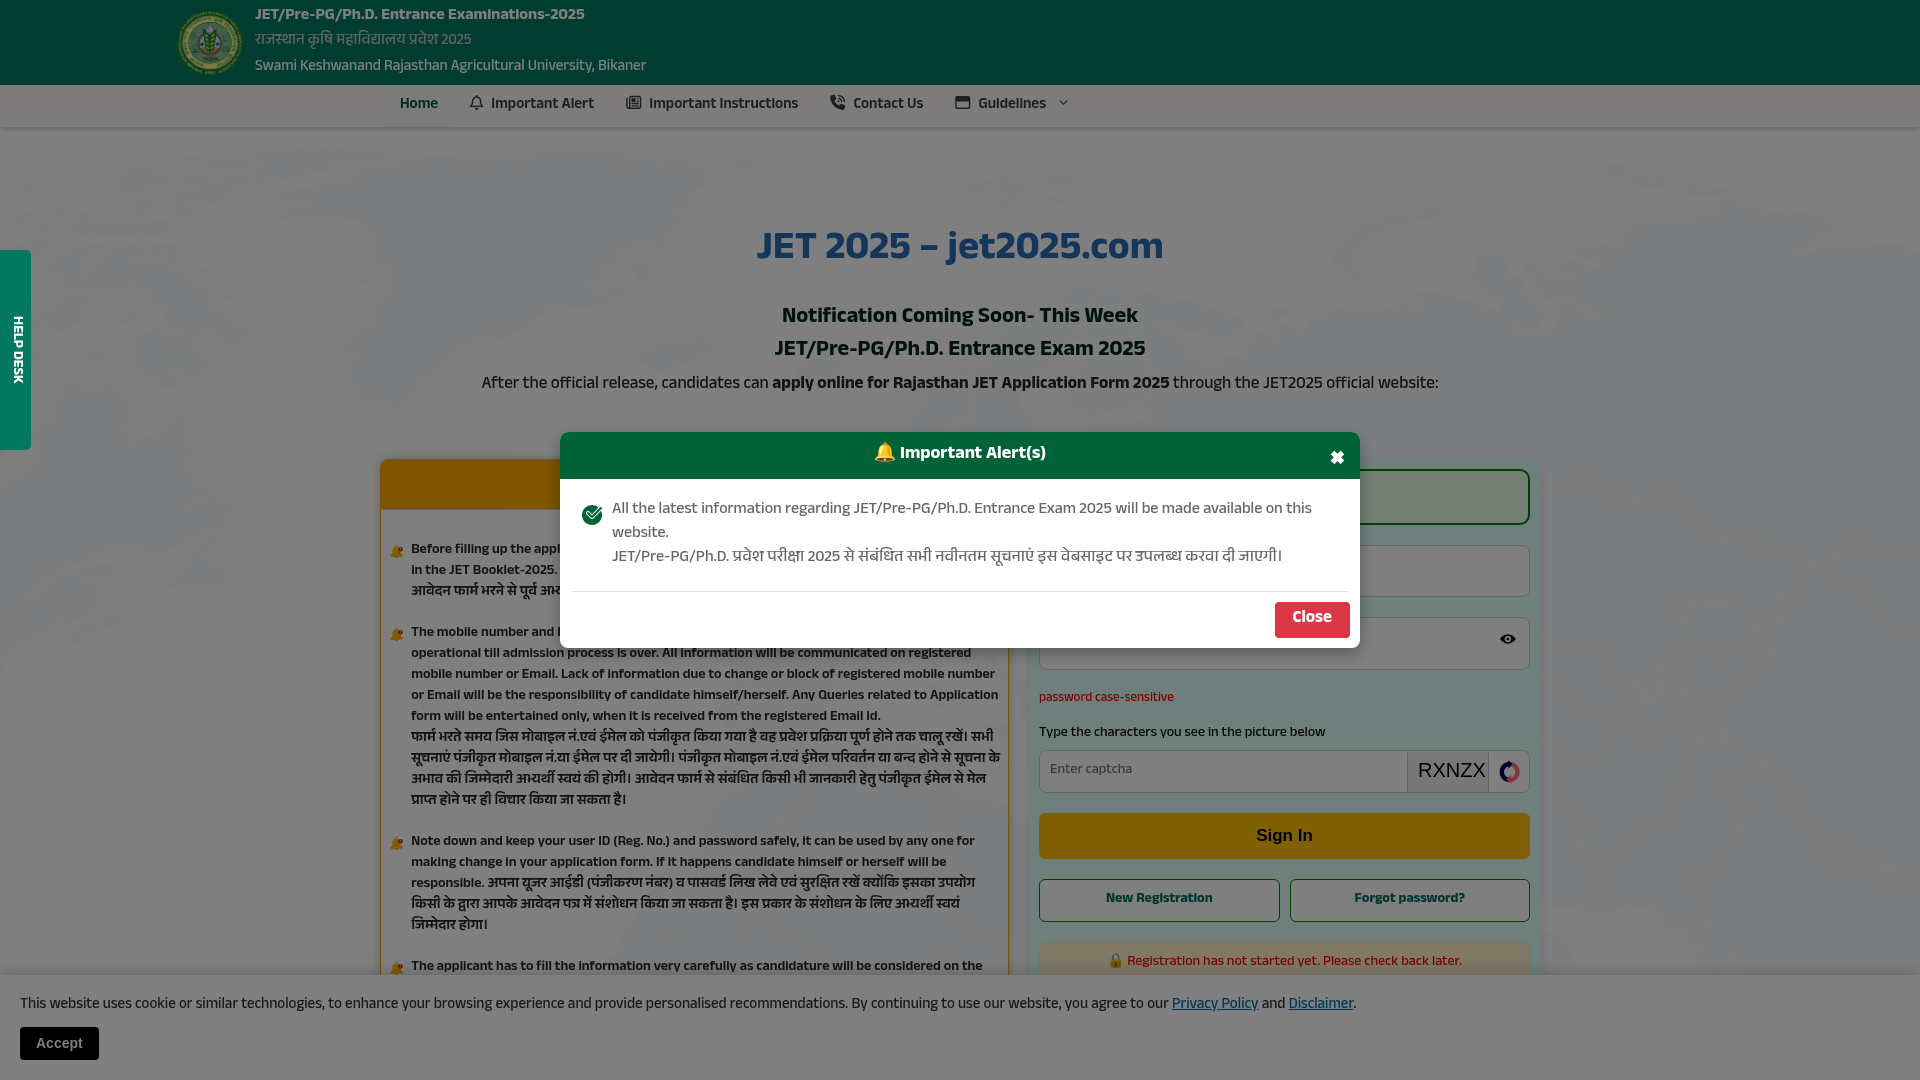 JET/Pre-PG/Ph.D. Entrance Examinations-2025
राजस्थान कृषि महाविद्यालय प्रवेश 2025
Swami Keshwanand Rajasthan Agricultural University, Bikaner
Home Important Alert Important Instructions Contact Us Guidelines
HELP DESK
JET 2025 – jet2025.com
Notification Coming Soon- This Week
JET/Pre-PG/Ph.D. Entrance Exam 2025
After the official release, candidates can apply online for Rajasthan JET Application Form 2025 through the JET2025 official website:
🔔 Important Alert(s)
✖
All the latest information regarding JET/Pre-PG/Ph.D. Entrance Exam 2025 will be made available on this
website.
JET/Pre-PG/Ph.D. प्रवेश परीक्षा 2025 से संबंधित सभी नवीनतम सूचनाएं इस वेबसाइट पर उपलब्ध करवा दी जाएगी।
Close
Before filling up the
in the JET Booklet-2025.
आवेदन फार्म भरने से पूर्व
The mobile number and
operational till admission process is over. All Information will be communicated on registered
mobile number or Email. Lack of information due to change or block of registered mobile number
or Email will be the responsibility of candidate himself/herself. Any Queries related to Application
form will be entertained only, when it is received from the registered Email Id.
फार्म भरते समय जिस मोबाइल नं.एवं ईमेल को पंजीकृत किया गया है वह प्रवेश प्रक्रिया पूर्ण होने तक चालू रखें। सभी
सूचनाएं पंजीकृत मोबाइल नं.या ईमेल पर दी जायेगी। पंजीकृत मोबाइल नं.एवं ईमेल परिवर्तन या बन्द होने से सूचना के
अभाव की जिम्मेदारी अभ्यर्थी स्वयं की होगी। आवेदन फार्म से संबंधित किसी भी जानकारी हेतु पंजीकृत ईमेल से मेल
प्राप्त होने पर ही विचार किया जा सकता है।
Note down and keep your user ID (Reg. No.) and password safely, it can be used by any one for
making change in your application form. If it happens candidate himself or herself will be
responsible. अपना यूजर आईडी (पंजीकरण नंबर) व पासवर्ड लिख लेवे एवं सुरक्षित रखें क्योंकि इसका उपयोग
किसी के द्वारा आपके आवेदन पत्र में संशोधन किया जा सकता है। इस प्रकार के संशोधन के लिए अभ्यर्थी स्वयं
जिम्मेदार होगा।
The applicant has to fill the information very carefully as candidature will be considered on the
password case-sensitive
Type the characters you see in the picture below
Enter captcha RXNZX
Sign In
New Registration Forgot password?
🔒 Registration has not started yet. Please check back later.
This website uses cookie or similar technologies, to enhance your browsing experience and provide personalised recommendations. By continuing to use our website, you agree to our Privacy Policy and Disclaimer.
Accept